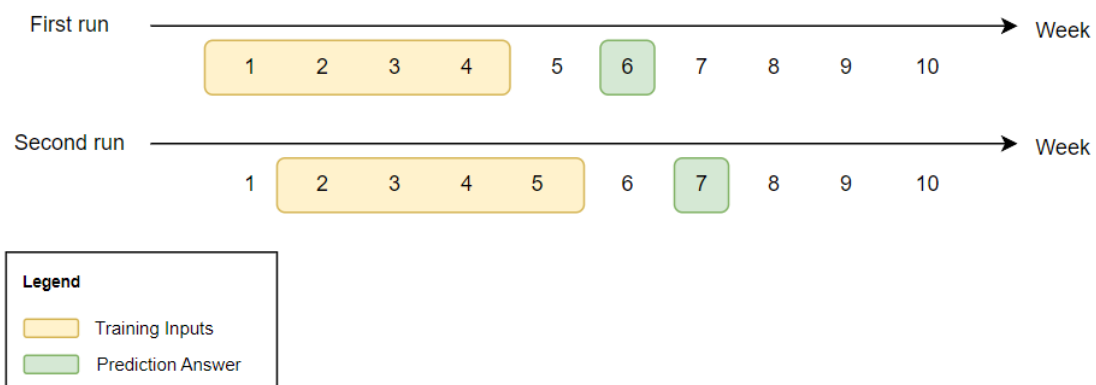 First run
Week
1 2 3 4 5 6 7 8 9 10
Second run
Week
1 2 3 4 5 6 7 8 9 10
Legend
Training Inputs
Prediction Answer